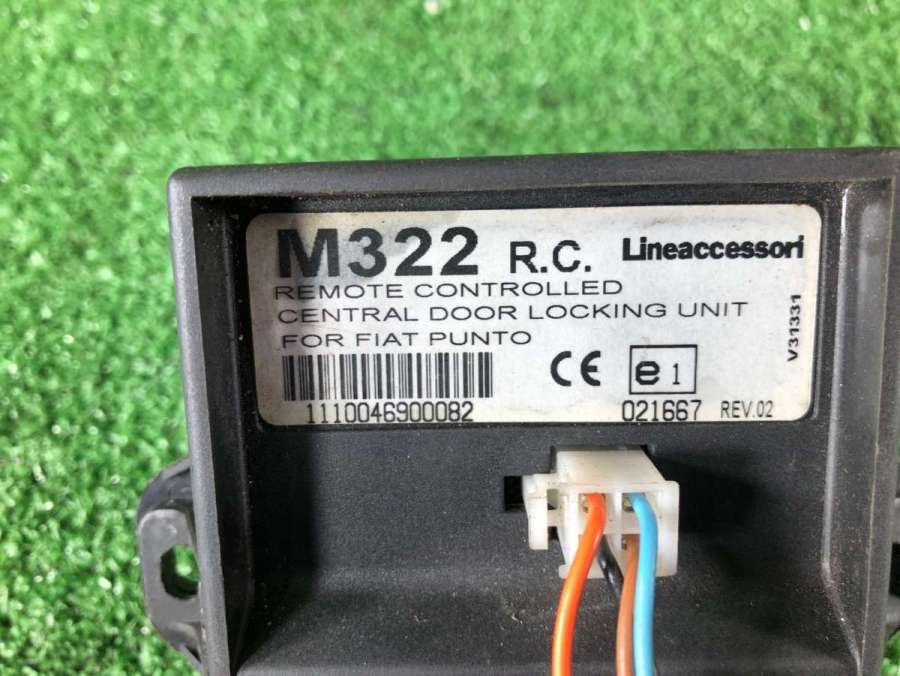 M322 R.C. Lineaccessori
REMOTE CONTROLLED
CENTRAL DOOR LOCKING UNIT
FOR FIAT PUNTO
V31331
CE e1
1110046900082 021667 REV.02